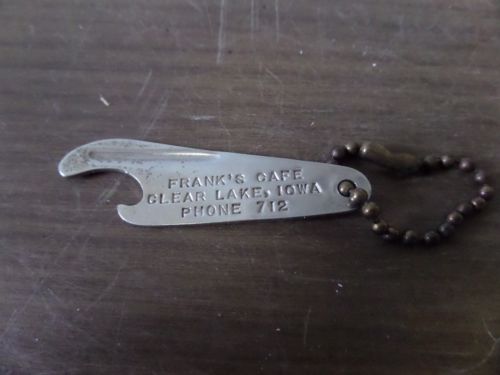 FRANK'S CAFE
CLEAR LAKE, IOWA
PHONE 712